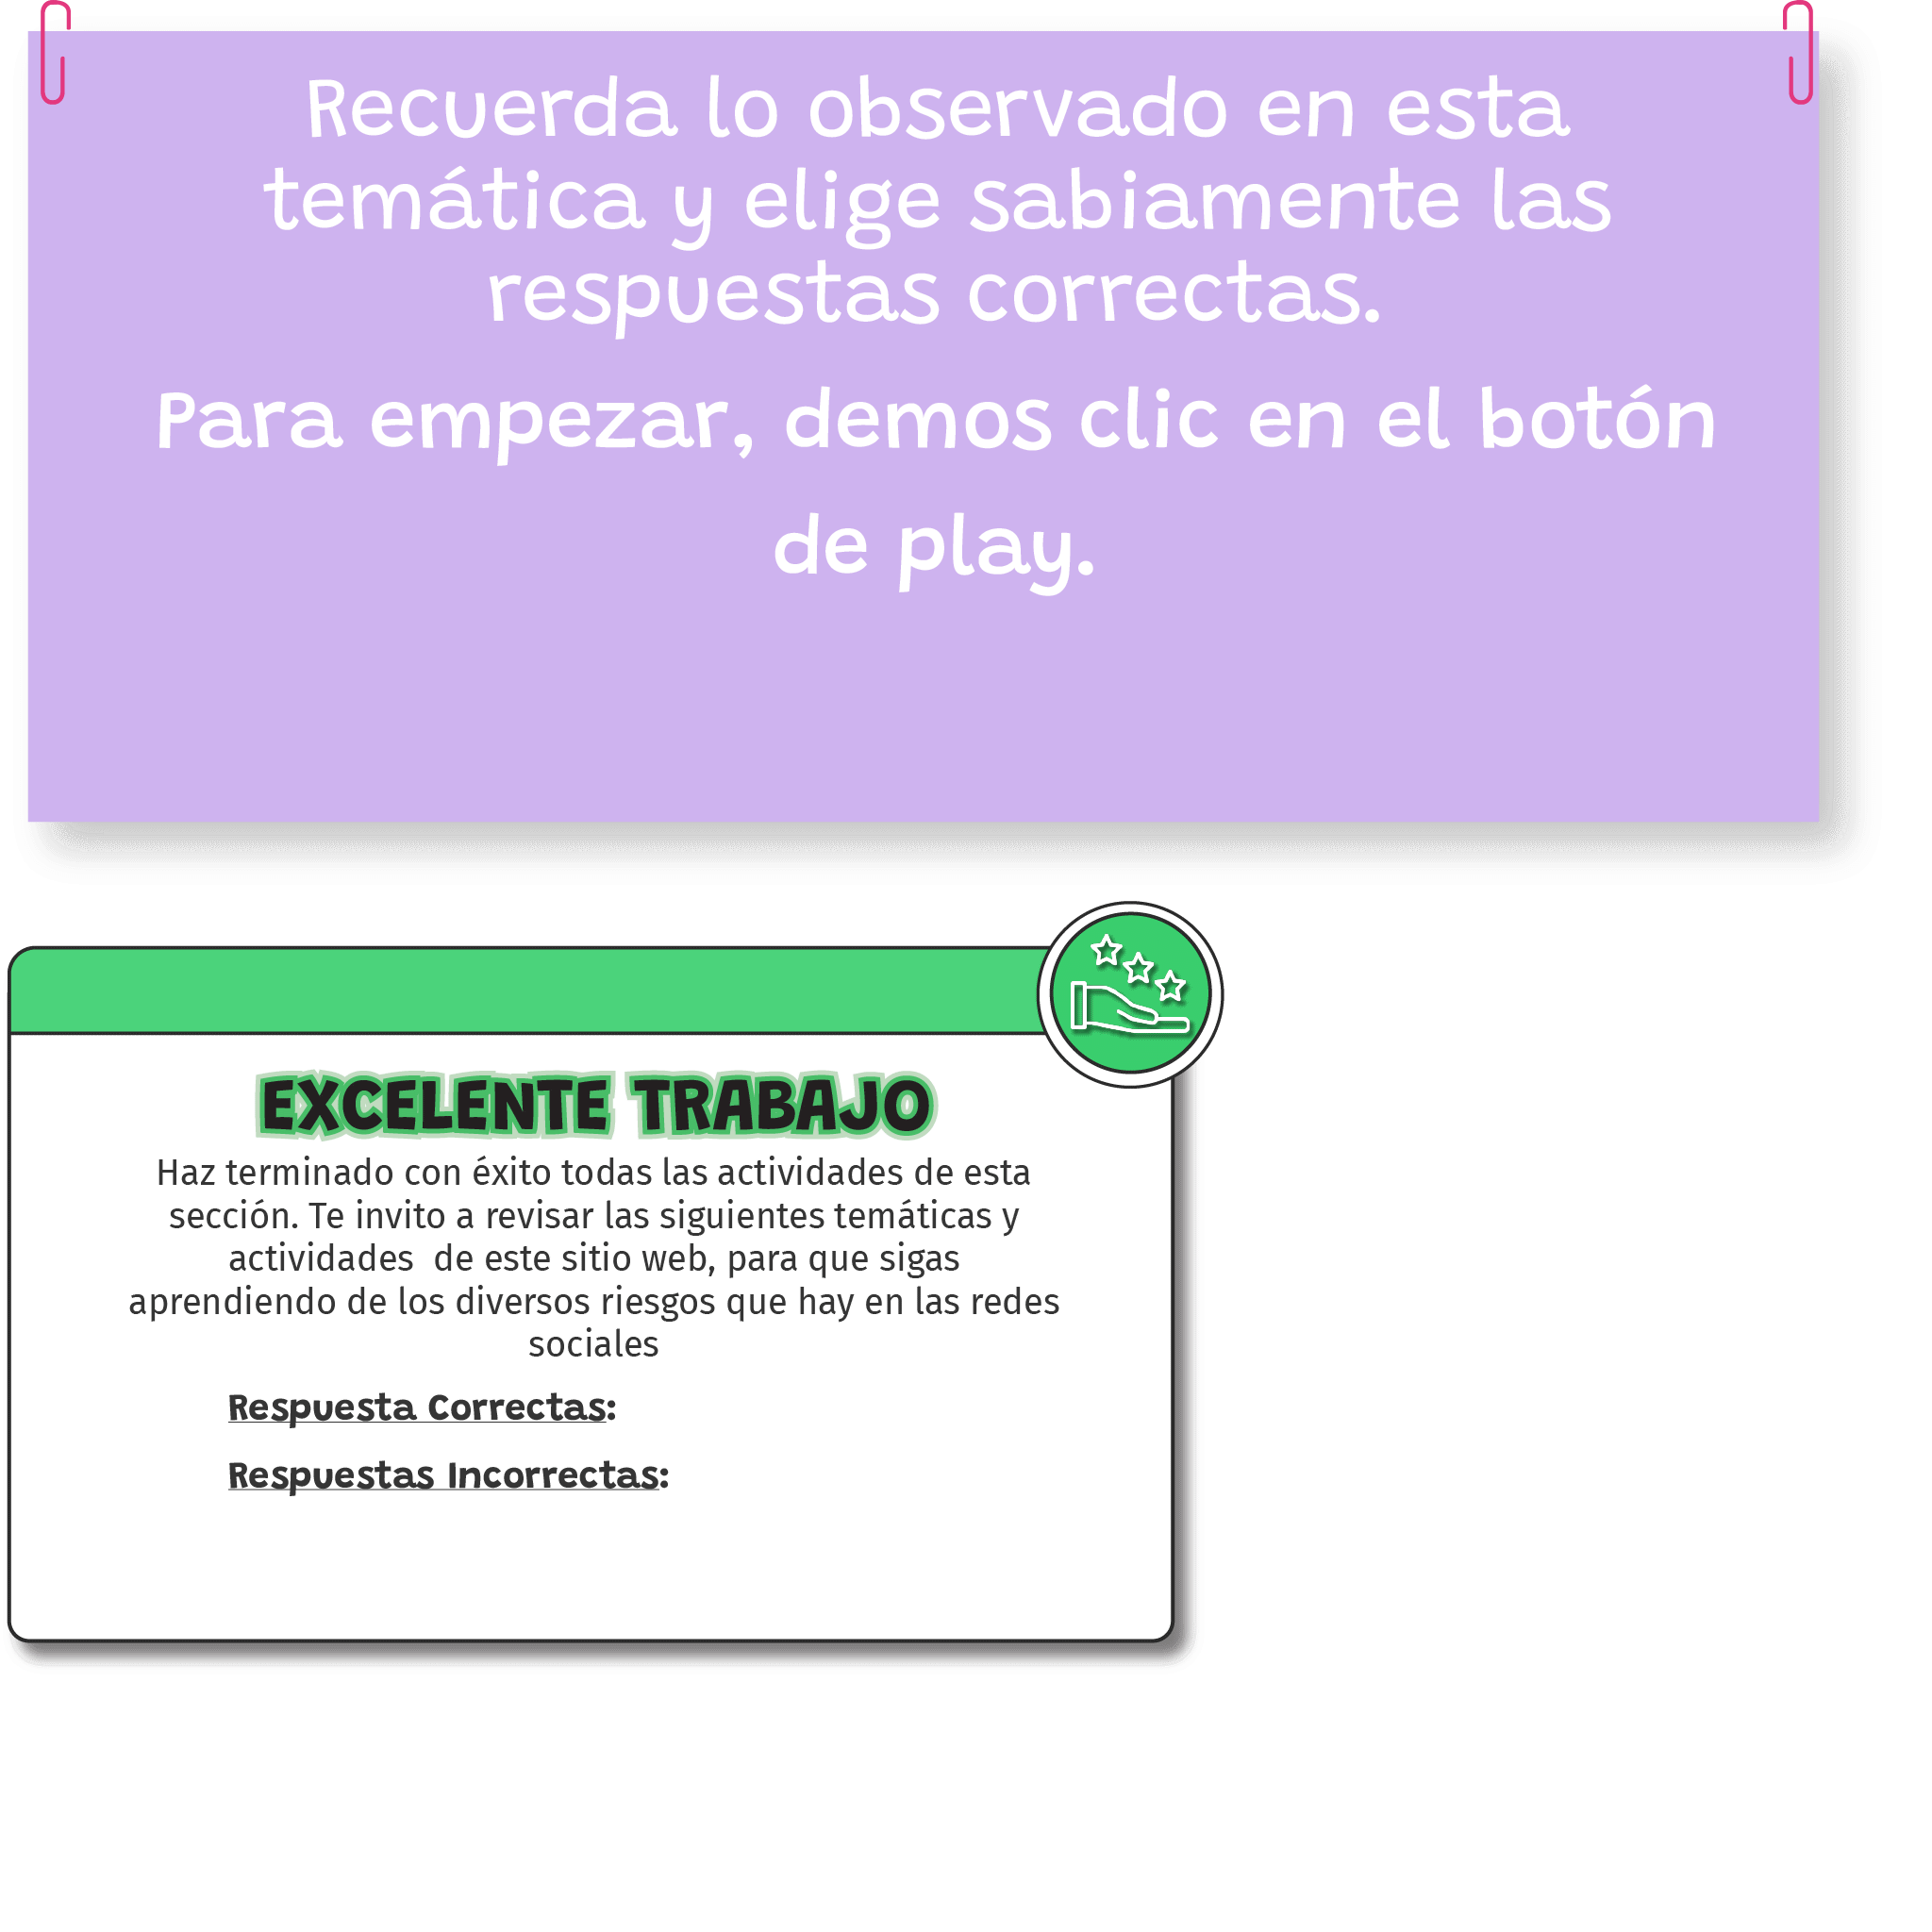 Recuerda lo observado en esta
temática y elige sabiamente las
respuestas correctas.
Para empezar, demos clic en el botón
de play.
EXCELENTE TRABAJO
Haz terminado con éxito todas las actividades de esta
sección. Te invito a revisar las siguientes temáticas y
actividades  de este sitio web, para que sigas
aprendiendo de los diversos riesgos que hay en las redes
sociales
Respuesta Correctas:
Respuestas Incorrectas: